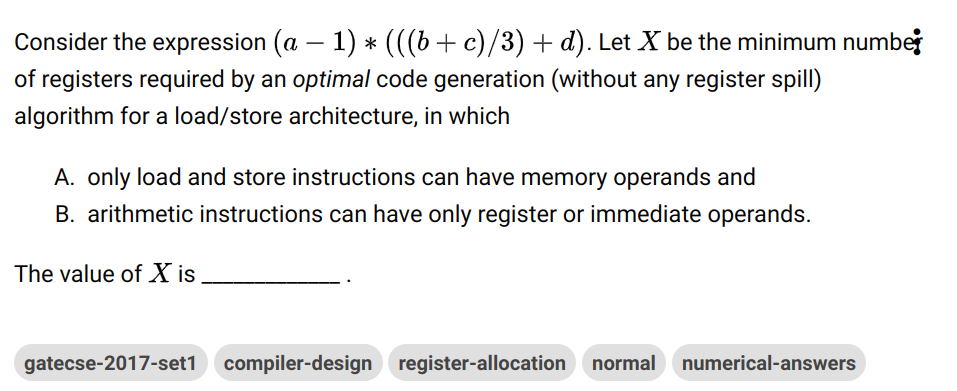 Consider the expression (a − 1) ∗ (((b + c)/3) + d). Let X be the minimum number
of registers required by an optimal code generation (without any register spill)
algorithm for a load/store architecture, in which
A. only load and store instructions can have memory operands and
B. arithmetic instructions can have only register or immediate operands.
The value of X is _____________ .
gatecse-2017-set1 compiler-design register-allocation normal numerical-answers